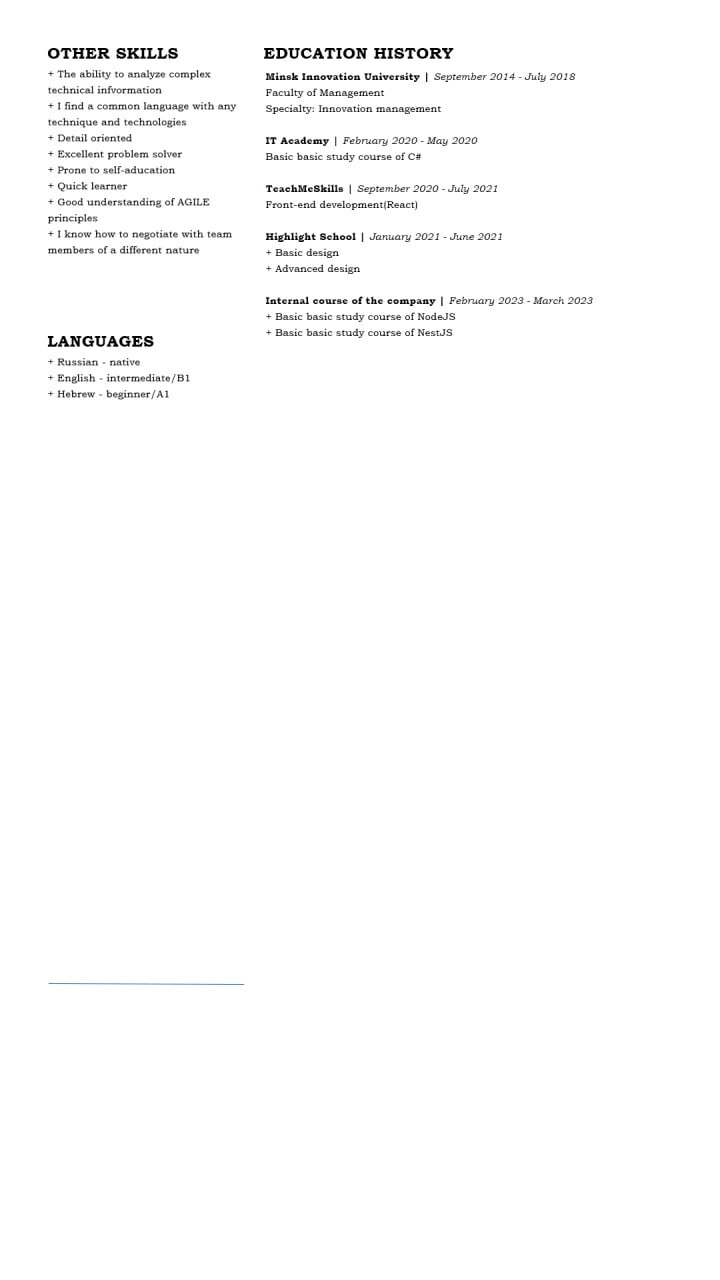 OTHER SKILLS
+ The ability to analyze complex
technical infvormation
+ I find a common language with any
technique and technologies
+ Detail oriented
+ Excellent problem solver
+ Prone to self-aducation
+ Quick learner
+ Good understanding of AGILE
principles
+ I know how to negotiate with team
members of a different nature
LANGUAGES
+ Russian - native
+ English - intermediate/B1
+ Hebrew - beginner/A1
EDUCATION HISTORY
Minsk Innovation University | September 2014 - July 2018
Faculty of Management
Specialty: Innovation management
IT Academy | February 2020 - May 2020
Basic basic study course of C#
TeachMeSkills | September 2020 - July 2021
Front-end development(React)
Highlight School | January 2021 - June 2021
+ Basic design
+ Advanced design
Internal course of the company | February 2023 - March 2023
+ Basic basic study course of NodeJS
+ Basic basic study course of NestJS